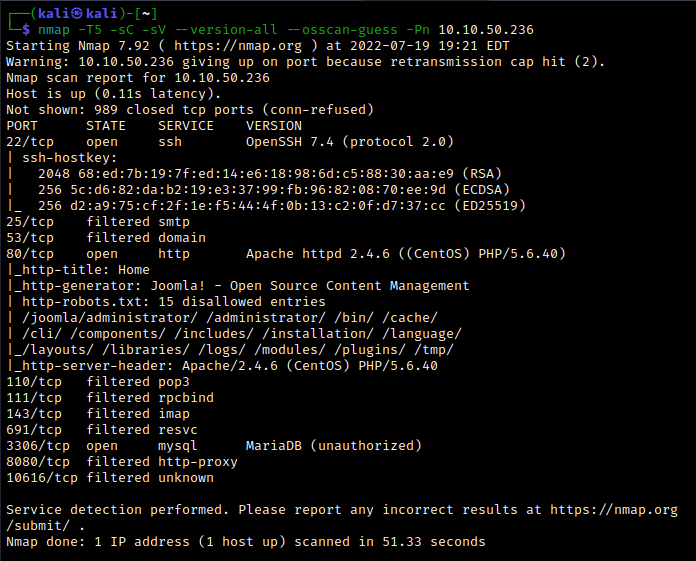 ┌──(kali㉿kali)-[~]
└─$ nmap -T5 -sC -sV --version-all --osscan-guess -Pn 10.10.50.236
Starting Nmap 7.92 ( https://nmap.org ) at 2022-07-19 19:21 EDT
Warning: 10.10.50.236 giving up on port because retransmission cap hit (2).
Nmap scan report for 10.10.50.236
Host is up (0.11s latency).
Not shown: 989 closed tcp ports (conn-refused)
PORT      STATE    SERVICE    VERSION
22/tcp    open     ssh        OpenSSH 7.4 (protocol 2.0)
| ssh-hostkey:
|   2048 68:ed:7b:19:7f:ed:14:e6:18:98:6d:c5:88:30:aa:e9 (RSA)
|   256 5c:d6:82:da:b2:19:e3:37:99:fb:96:82:08:70:ee:9d (ECDSA)
|_  256 d2:a9:75:cf:2f:1e:f5:44:4f:0b:13:c2:0f:d7:37:cc (ED25519)
25/tcp    filtered smtp
53/tcp    filtered domain
80/tcp    open     http       Apache httpd 2.4.6 ((CentOS) PHP/5.6.40)
|_http-title: Home
|_http-generator: Joomla! - Open Source Content Management
| http-robots.txt: 15 disallowed entries
| /joomla/administrator/ /administrator/ /bin/ /cache/
| /cli/ /components/ /includes/ /installation/ /language/
|_/layouts/ /libraries/ /logs/ /modules/ /plugins/ /tmp/
|_http-server-header: Apache/2.4.6 (CentOS) PHP/5.6.40
110/tcp   filtered pop3
111/tcp   filtered rpcbind
143/tcp   filtered imap
691/tcp   filtered resvc
3306/tcp  open     mysql      MariaDB (unauthorized)
8080/tcp  filtered http-proxy
10616/tcp filtered unknown
Service detection performed. Please report any incorrect results at https://nmap.org
/submit/ .
Nmap done: 1 IP address (1 host up) scanned in 51.33 seconds